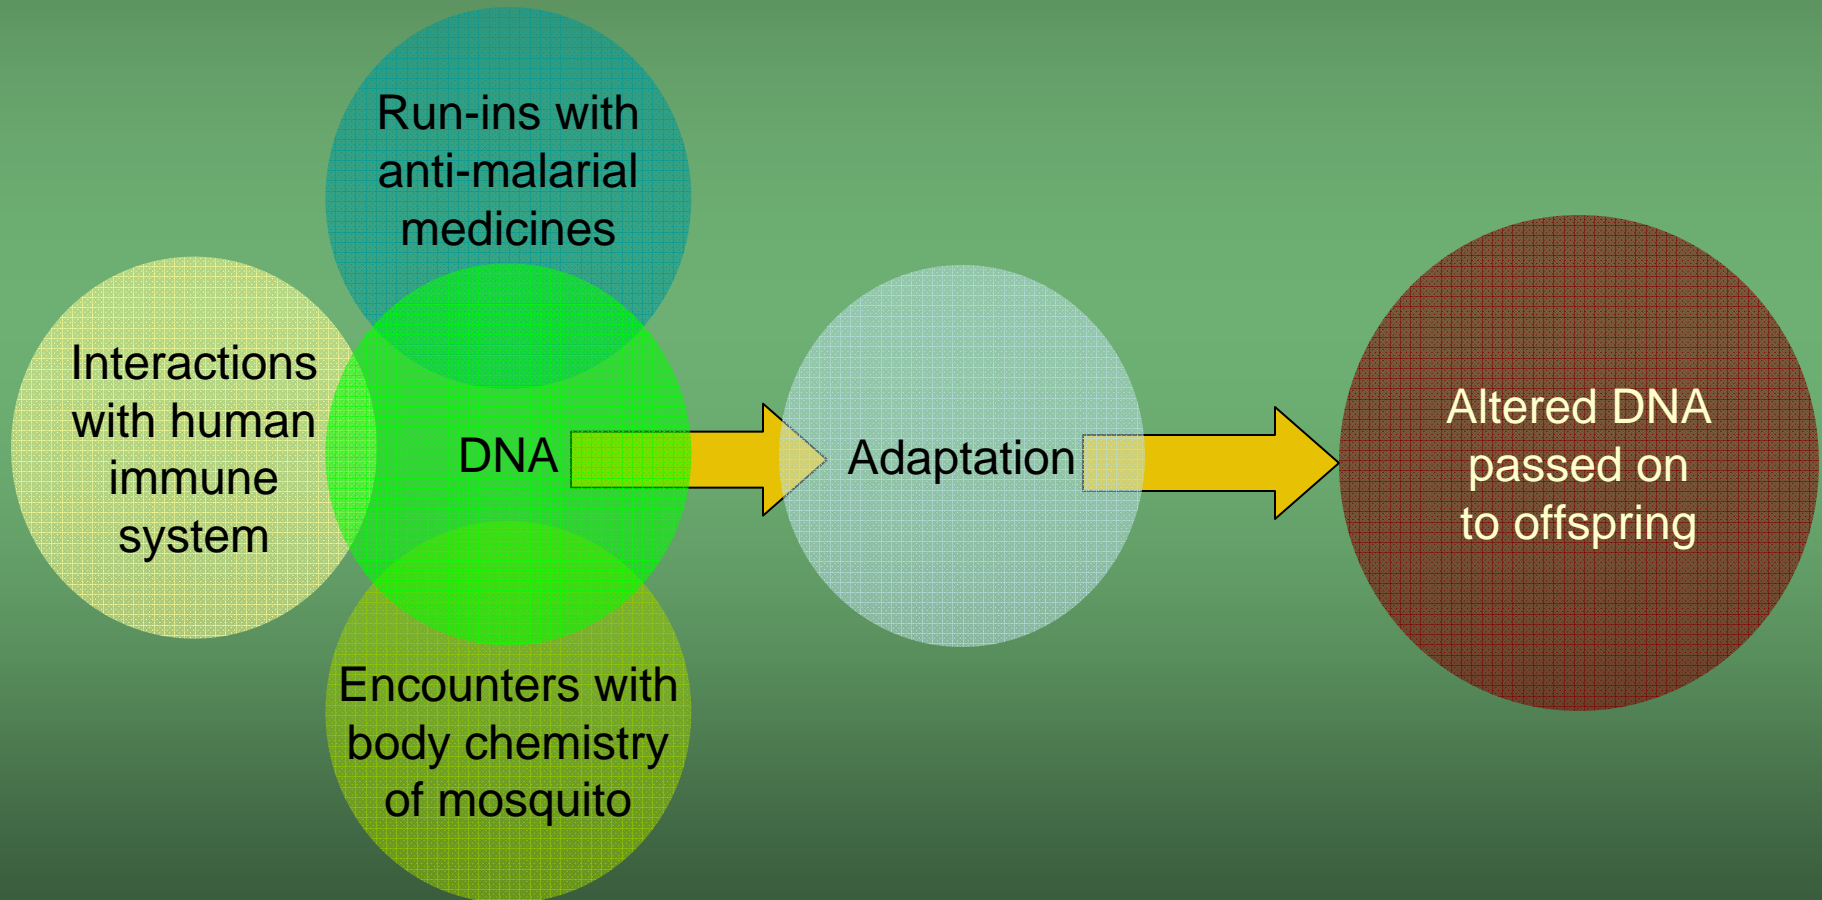 Run-ins with
anti-malarial
medicines
Interactions
with human
immune
system
DNA
Encounters with
body chemistry
of mosquito
Adaptation
Altered DNA
passed on
to offspring